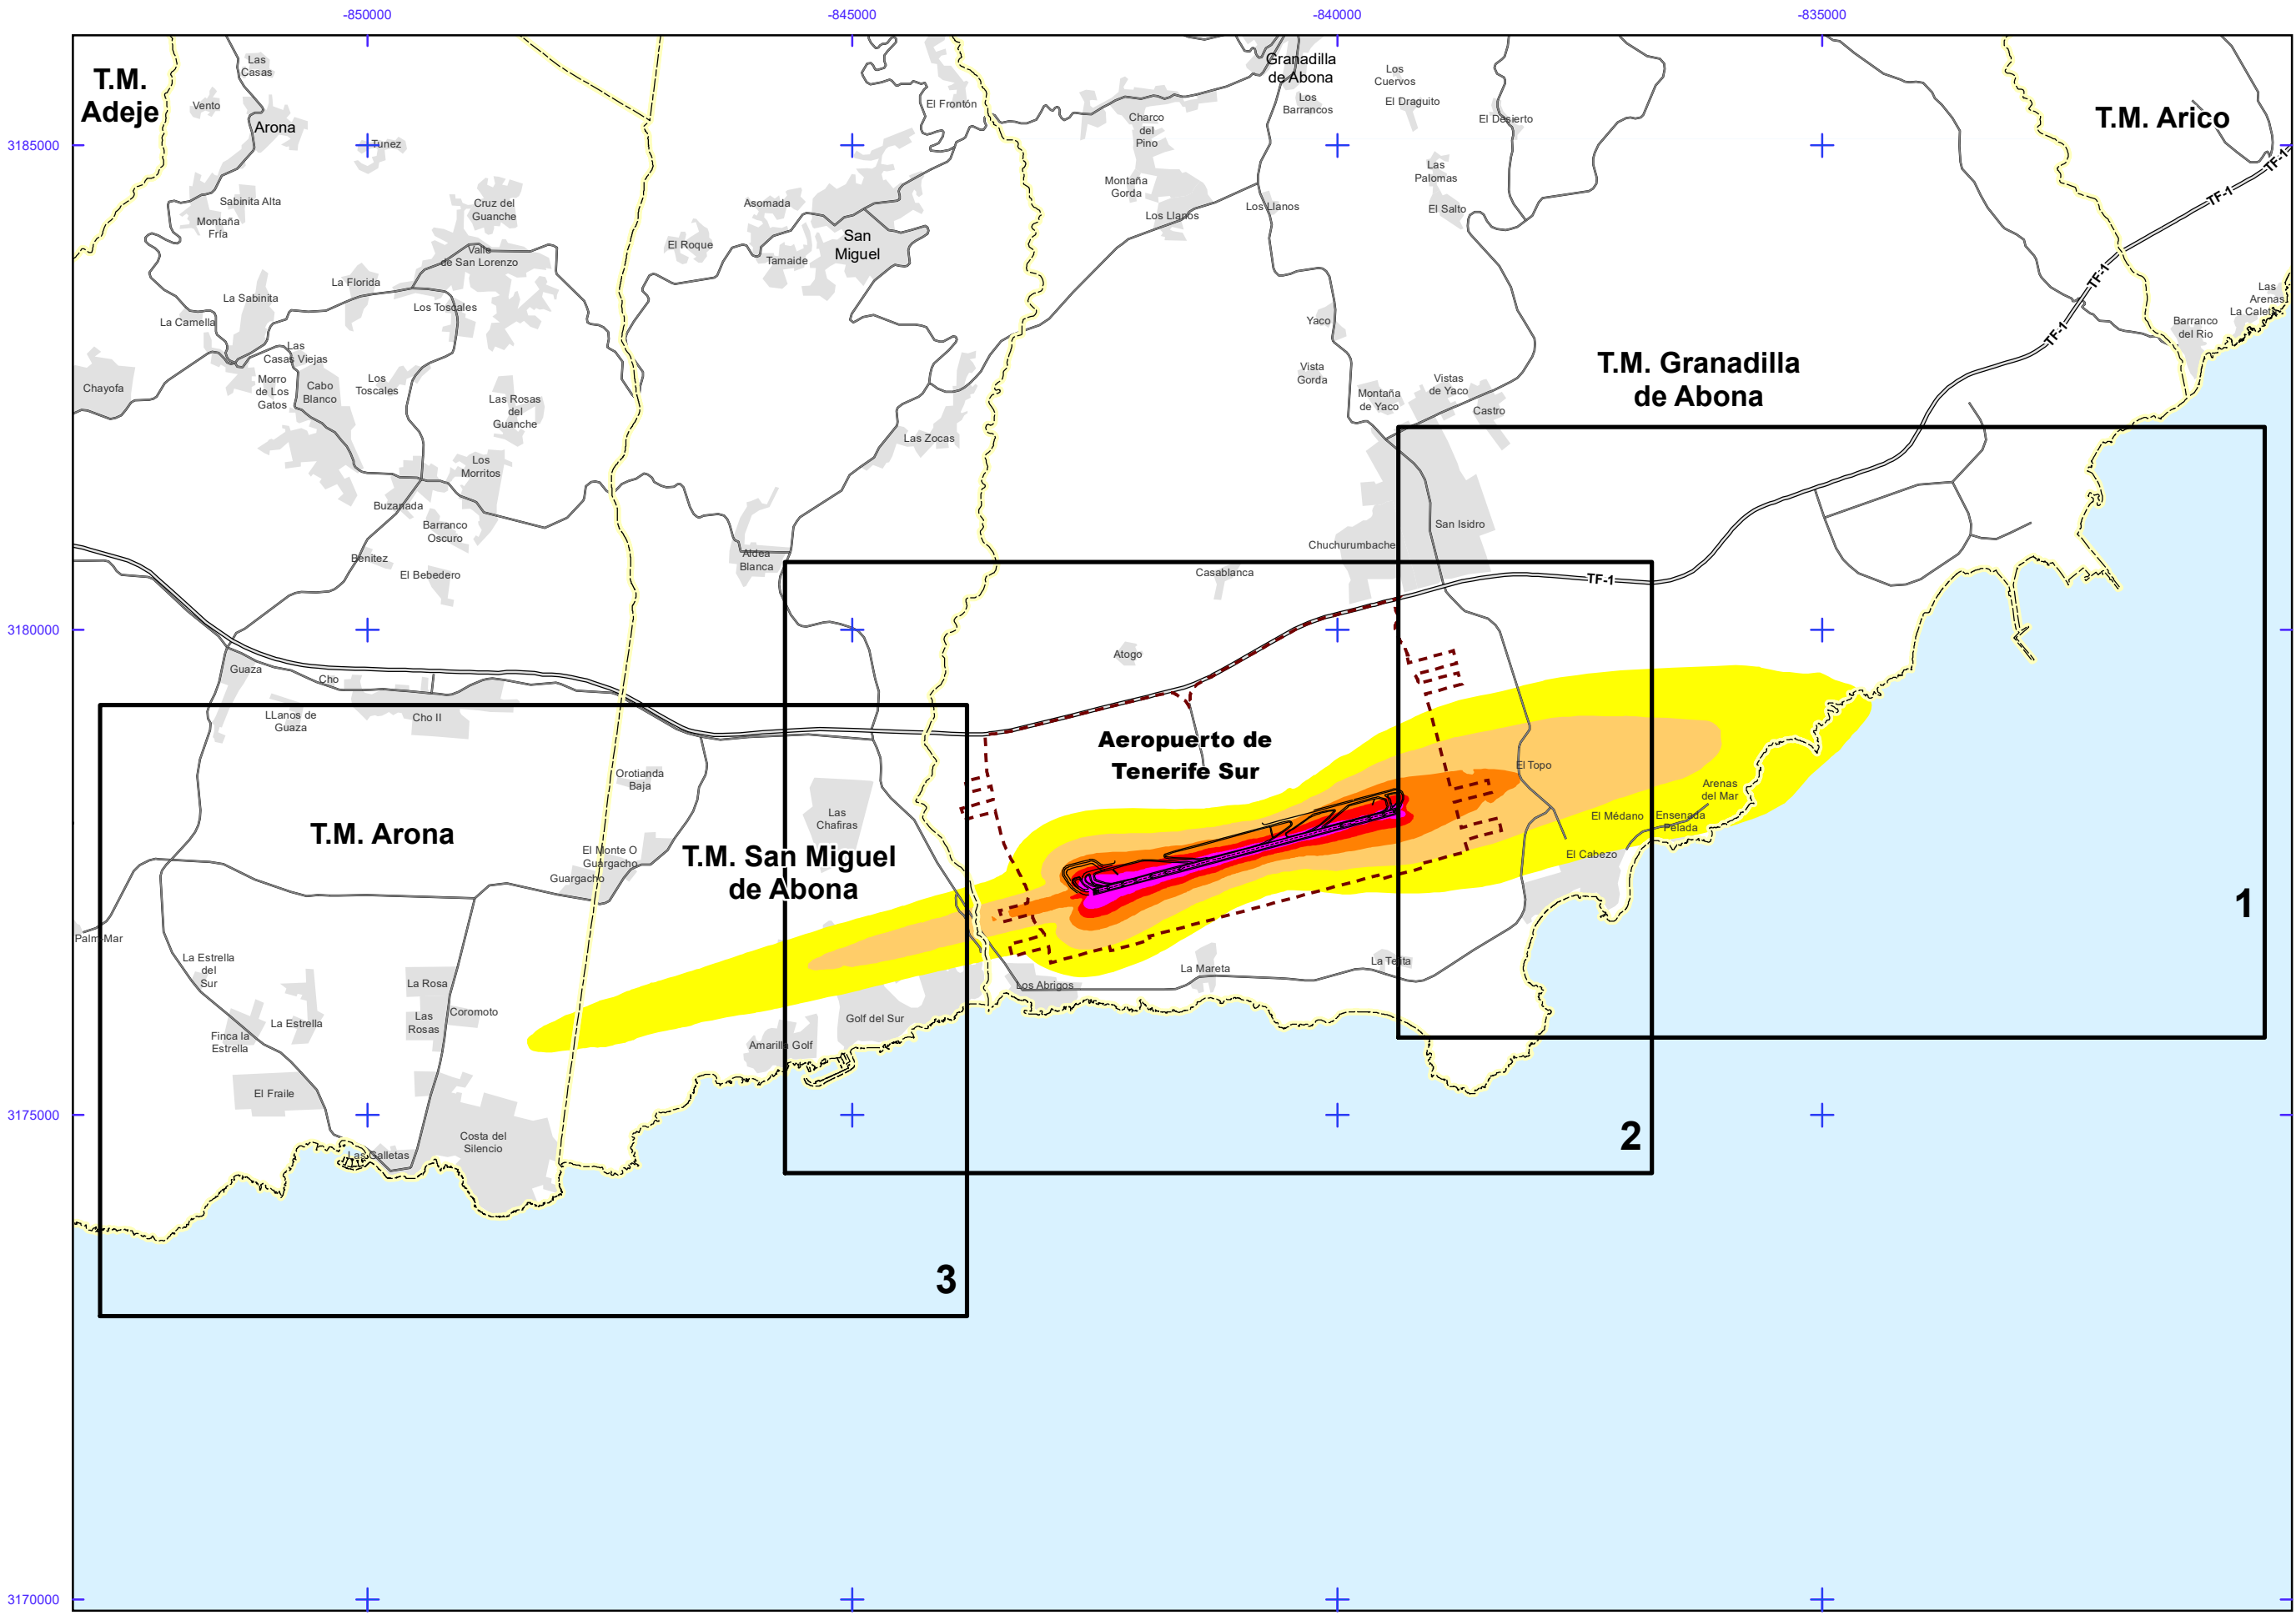 -850000
-845000
-840000
-835000
3185000
3180000
3175000
3170000
T.M.
Adeje
Las
Casas
Vento
Arona
Tunez
Sabinita Alta
Montaña
Fría
Cruz del
Guanche
Valle
de San Lorenzo
La Florida
Los Toscales
La Sabinita
La Camella
Las
Casas Viejas
Morro
de Los
Gatos
Cabo
Blanco
Los
Toscales
Chayofa
Las Rosas
del
Guanche
Los
Morritos
Buzanada
Barranco
Oscuro
Benitez
El Bebedero
El Frontón
Asomada
El Roque
Tamaide
San
Miguel
Las Zocas
Aldea
Blanca
Granadilla
de Abona
Los
Barrancos
Los
Cuervos
El Draguito
El Desierto
Charco
del
Pino
Montaña
Gorda
Los Llanos
Los Llanos
Las
Palomas
El Salto
Yaco
Vista
Gorda
Montaña
de Yaco
Vistas
de Yaco
Castro
T.M. Granadilla
de Abona
T.M. Arico
TF-1
TF-1
TF-1
TF-1
TF-1
Las
Arenas
La Caleta
Barranco
del Rio
San Isidro
Chuchurumbache
Casablanca
Atogo
Aeropuerto de
Tenerife Sur
Guaza
Cho
LLanos de
Guaza
Cho II
Orotianda
Baja
T.M. Arona
El Monte O
Guargacho
Guargacho
T.M. San Miguel
de Abona
Las
Chafiras
El Topo
Arenas
del Mar
El Médano
Ensenada
Pelada
El Cabezo
1
Palm-Mar
La Estrella
del
Sur
La Estrella
Finca la
Estrella
La Rosa
Las
Rosas
Coromoto
El Fraile
Las Galletas
Costa del
Silencio
Amarilla Golf
Golf del Sur
Los Abrigos
La Mareta
La Tejita
2
3